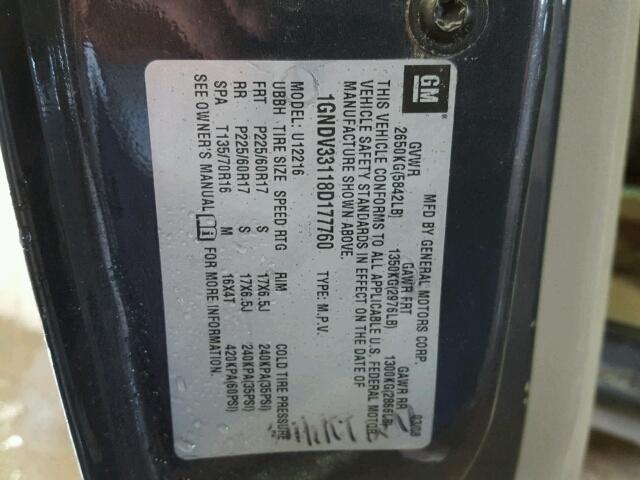 GM
MFD BY GENERAL MOTORS CORP
GVWR GAWR FRT GAWR RR
2650KG(5842LB) 1350KG(2976LB) 1300KG(2866LB)
THIS VEHICLE CONFORMS TO ALL APPLICABLE U.S. FEDERAL MOTOR
VEHICLE SAFETY STANDARDS IN EFFECT ON THE DATE OF
MANUFACTURE SHOWN ABOVE.
1GNDV33118D177760 TYPE: M.P.V.
MODEL: U12216
UBBH TIRE SIZE SPEED RTG RIM COLD TIRE PRESSURE
FRT P225/60R17 S 17X6.5J 240KPA(35PSI)
RR P225/60R17 S 17X6.5J 240KPA(35PSI)
SPA T135/70R16 M 16X4T 420KPA(60PSI)
SEE OWNER'S MANUAL FOR MORE INFORMATION.